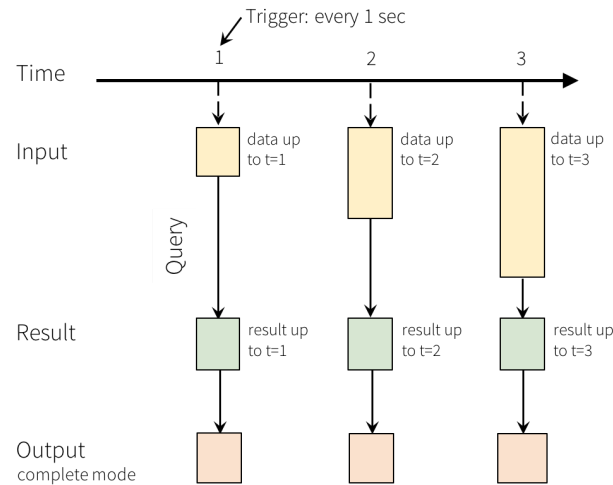 Trigger: every 1 sec
1
2
3
Time
Input
data up
to t=1
data up
to t=2
data up
to t=3
Query
Result
result up
to t=1
result up
to t=2
result up
to t=3
Output
complete mode